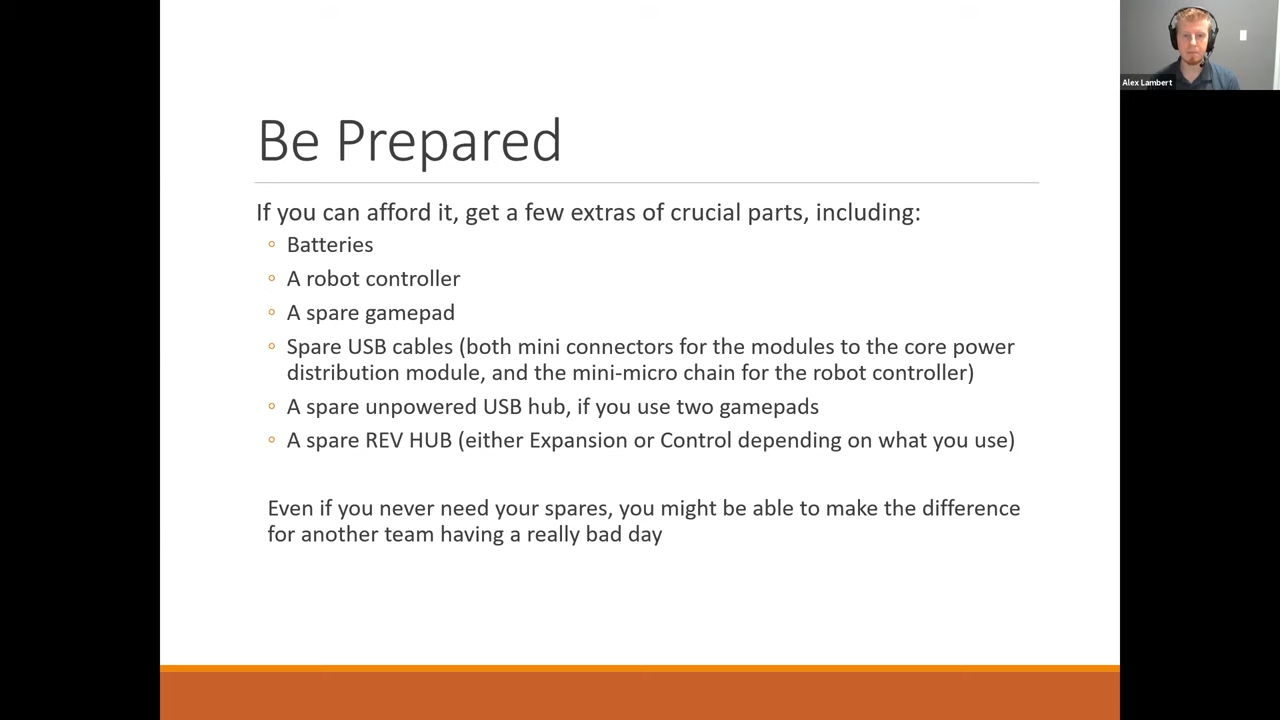 Alex Lambert
Be Prepared
If you can afford it, get a few extras of crucial parts, including:
◦ Batteries
◦ A robot controller
◦ A spare gamepad
◦ Spare USB cables (both mini connectors for the modules to the core power
distribution module, and the mini-micro chain for the robot controller)
◦ A spare unpowered USB hub, if you use two gamepads
◦ A spare REV HUB (either Expansion or Control depending on what you use)
Even if you never need your spares, you might be able to make the difference
for another team having a really bad day